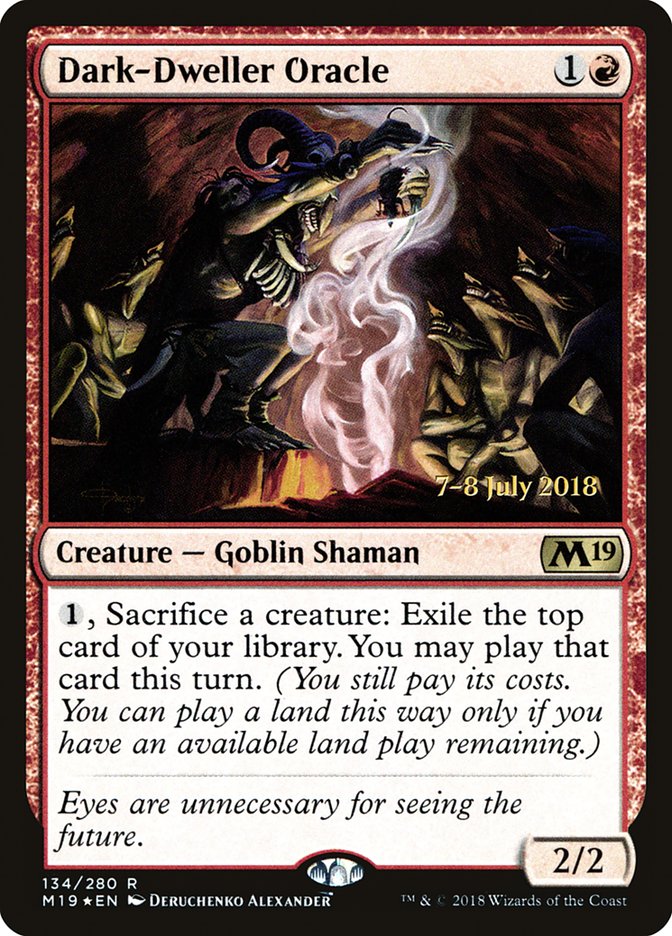 Dark-Dweller Oracle 1
7–8 July 2018
Creature — Goblin Shaman M19
1, Sacrifice a creature: Exile the top
card of your library. You may play that
card this turn. (You still pay its costs.
You can play a land this way only if you
have an available land play remaining.)
Eyes are unnecessary for seeing the
future.
2/2
134/280 R
M19★EN Deruchenko Alexander
™ & © 2018 Wizards of the Coast